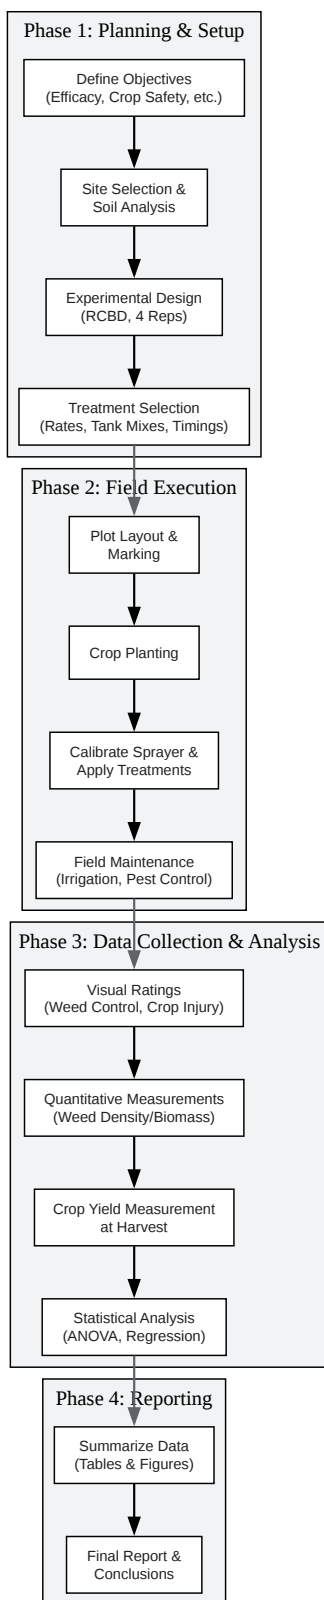 Phase 1: Planning & Setup
Define Objectives
(Efficacy, Crop Safety, etc.)
Site Selection &
Soil Analysis
Experimental Design
(RCBD, 4 Reps)
Treatment Selection
(Rates, Tank Mixes, Timings)
Phase 2: Field Execution
Plot Layout &
Marking
Crop Planting
Calibrate Sprayer &
Apply Treatments
Field Maintenance
(Irrigation, Pest Control)
Phase 3: Data Collection & Analysis
Visual Ratings
(Weed Control, Crop Injury)
Quantitative Measurements
(Weed Density/Biomass)
Crop Yield Measurement
at Harvest
Statistical Analysis
(ANOVA, Regression)
Phase 4: Reporting
Summarize Data
(Tables & Figures)
Final Report &
Conclusions